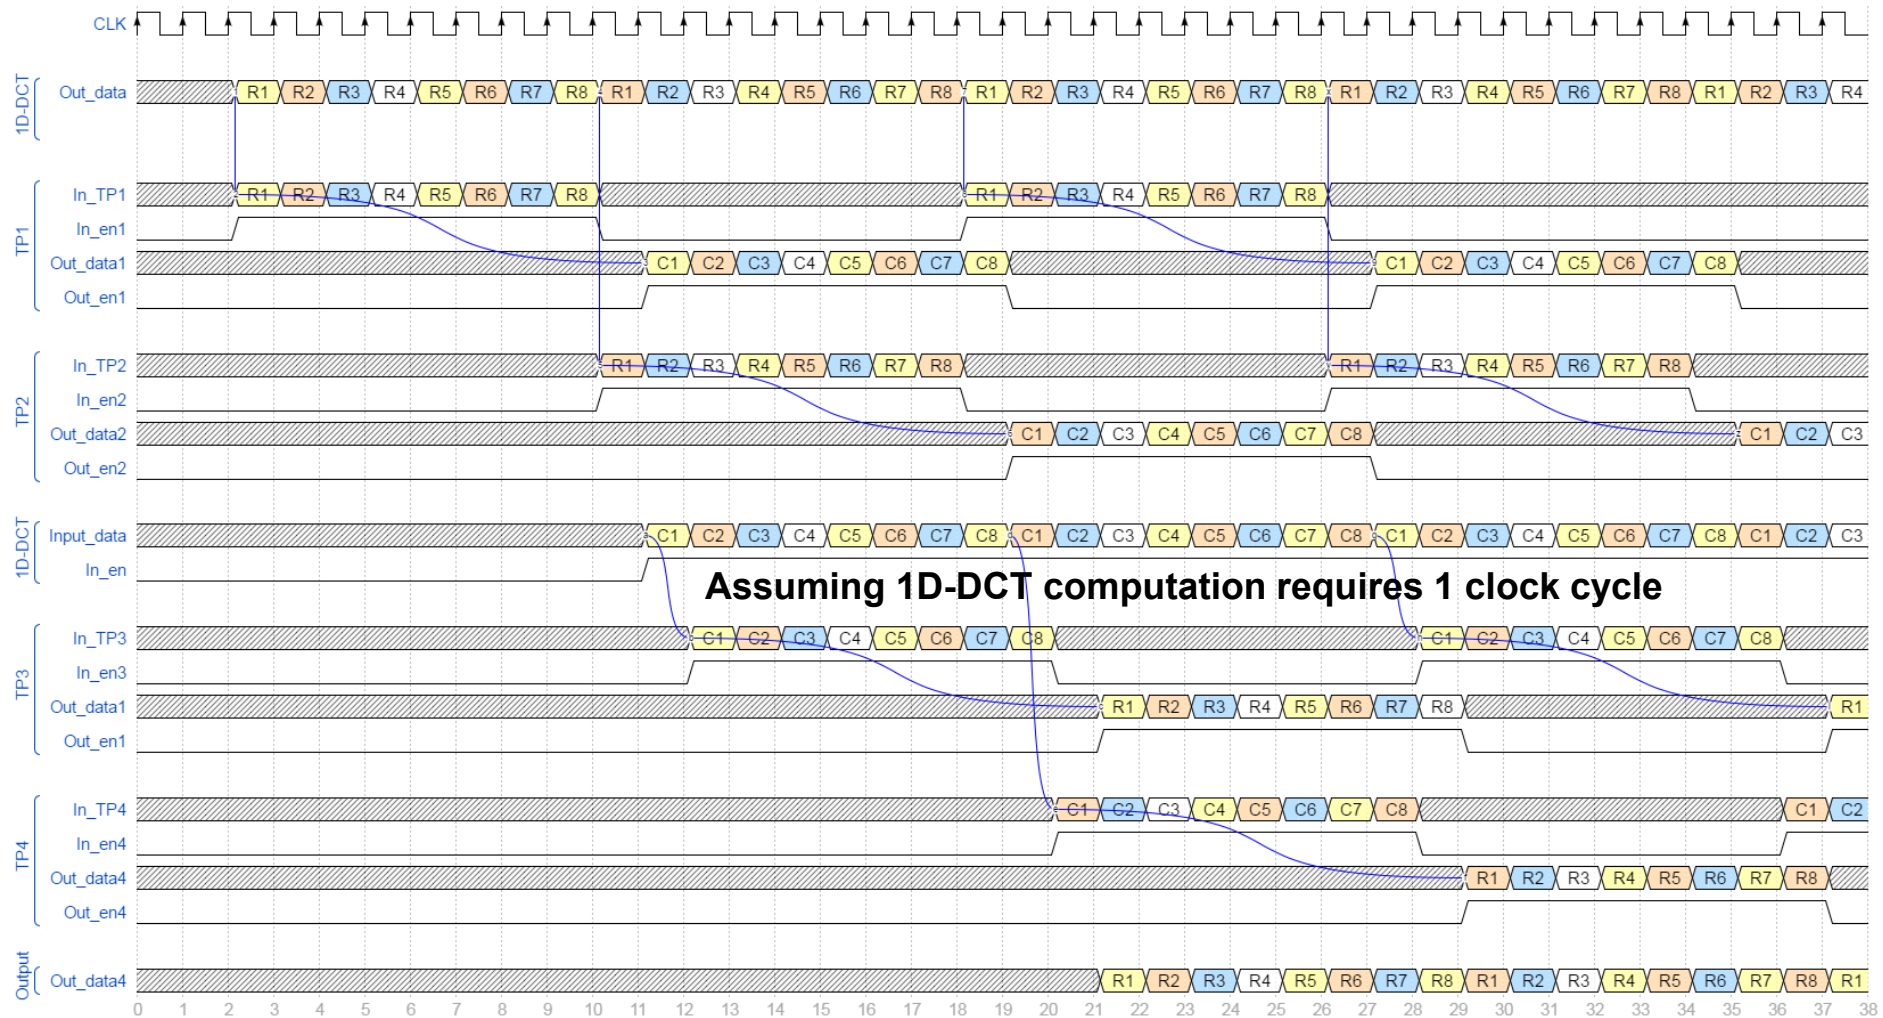 CLK
1D-DCT
Out_data R1 R2 R3 R4 R5 R6 R7 R8 R1 R2 R3 R4 R5 R6 R7 R8 R1 R2 R3 R4 R5 R6 R7 R8 R1 R2 R3 R4 R5 R6 R7 R8 R1 R2 R3 R4
TP1
In_TP1 R1 R2 R3 R4 R5 R6 R7 R8 R1 R2 R3 R4 R5 R6 R7 R8
In_en1
Out_data1 C1 C2 C3 C4 C5 C6 C7 C8 C1 C2 C3 C4 C5 C6 C7 C8
Out_en1
TP2
In_TP2 R1 R2 R3 R4 R5 R6 R7 R8 R1 R2 R3 R4 R5 R6 R7 R8
In_en2
Out_data2 C1 C2 C3 C4 C5 C6 C7 C8 C1 C2 C3
Out_en2
1D-DCT
Input_data C1 C2 C3 C4 C5 C6 C7 C8 C1 C2 C3 C4 C5 C6 C7 C8 C1 C2 C3 C4 C5 C6 C7 C8 C1 C2 C3
In_en
Assuming 1D-DCT computation requires 1 clock cycle
TP3
In_TP3 C1 C2 C3 C4 C5 C6 C7 C8 C1 C2 C3 C4 C5 C6 C7 C8
In_en3
Out_data1 R1 R2 R3 R4 R5 R6 R7 R8 R1
Out_en1
TP4
In_TP4 C1 C2 C3 C4 C5 C6 C7 C8 C1 C2
In_en4
Out_data4 R1 R2 R3 R4 R5 R6 R7 R8
Out_en4
Output
Out_data4 R1 R2 R3 R4 R5 R6 R7 R8 R1 R2 R3 R4 R5 R6 R7 R8 R1
0 1 2 3 4 5 6 7 8 9 10 11 12 13 14 15 16 17 18 19 20 21 22 23 24 25 26 27 28 29 30 31 32 33 34 35 36 37 38